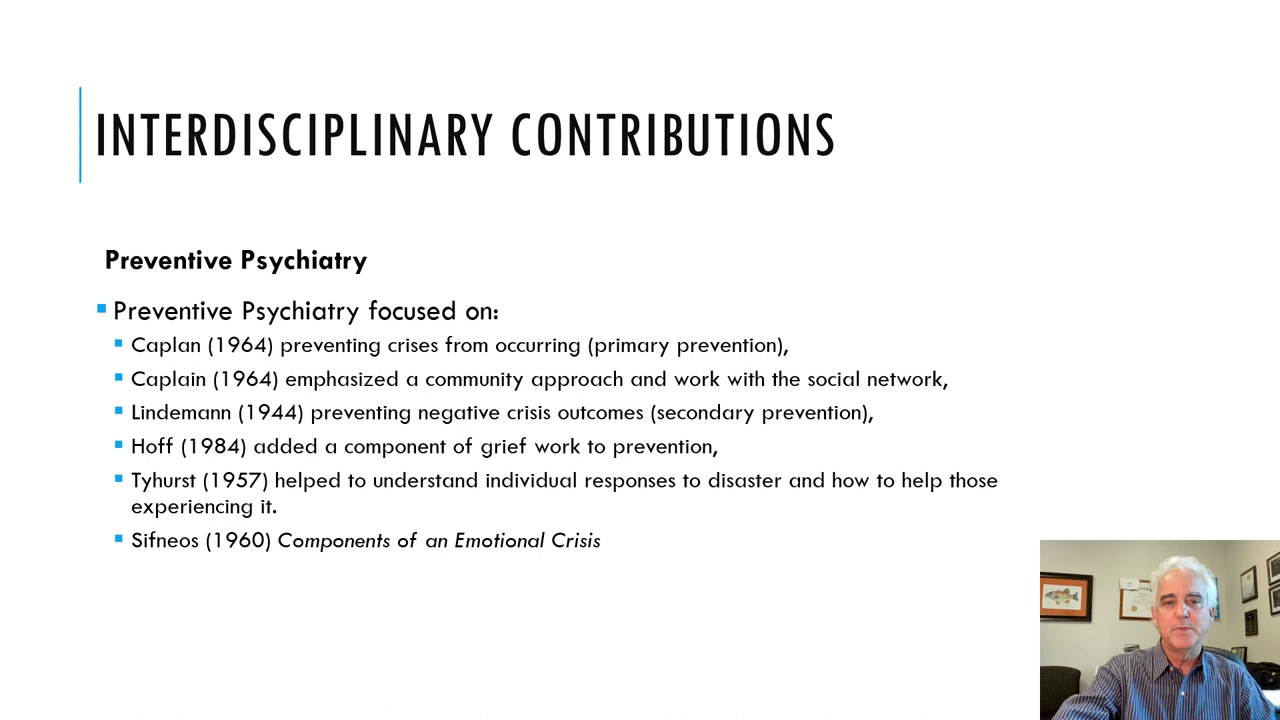 INTERDISCIPLINARY CONTRIBUTIONS
Preventive Psychiatry
Preventive Psychiatry focused on:
Caplan (1964) preventing crises from occurring (primary prevention),
Caplain (1964) emphasized a community approach and work with the social network,
Lindemann (1944) preventing negative crisis outcomes (secondary prevention),
Hoff (1984) added a component of grief work to prevention,
Tyhurst (1957) helped to understand individual responses to disaster and how to help those
experiencing it.
Sifneos (1960) Components of an Emotional Crisis